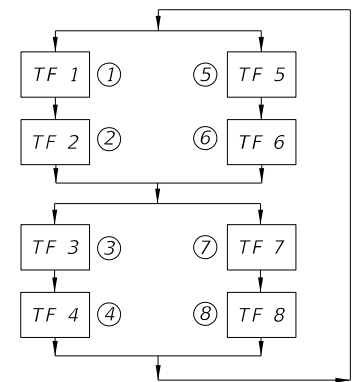 TF 1 ① ⑤ TF 5
TF 2 ② ⑥ TF 6
TF 3 ③ ⑦ TF 7
TF 4 ④ ⑧ TF 8